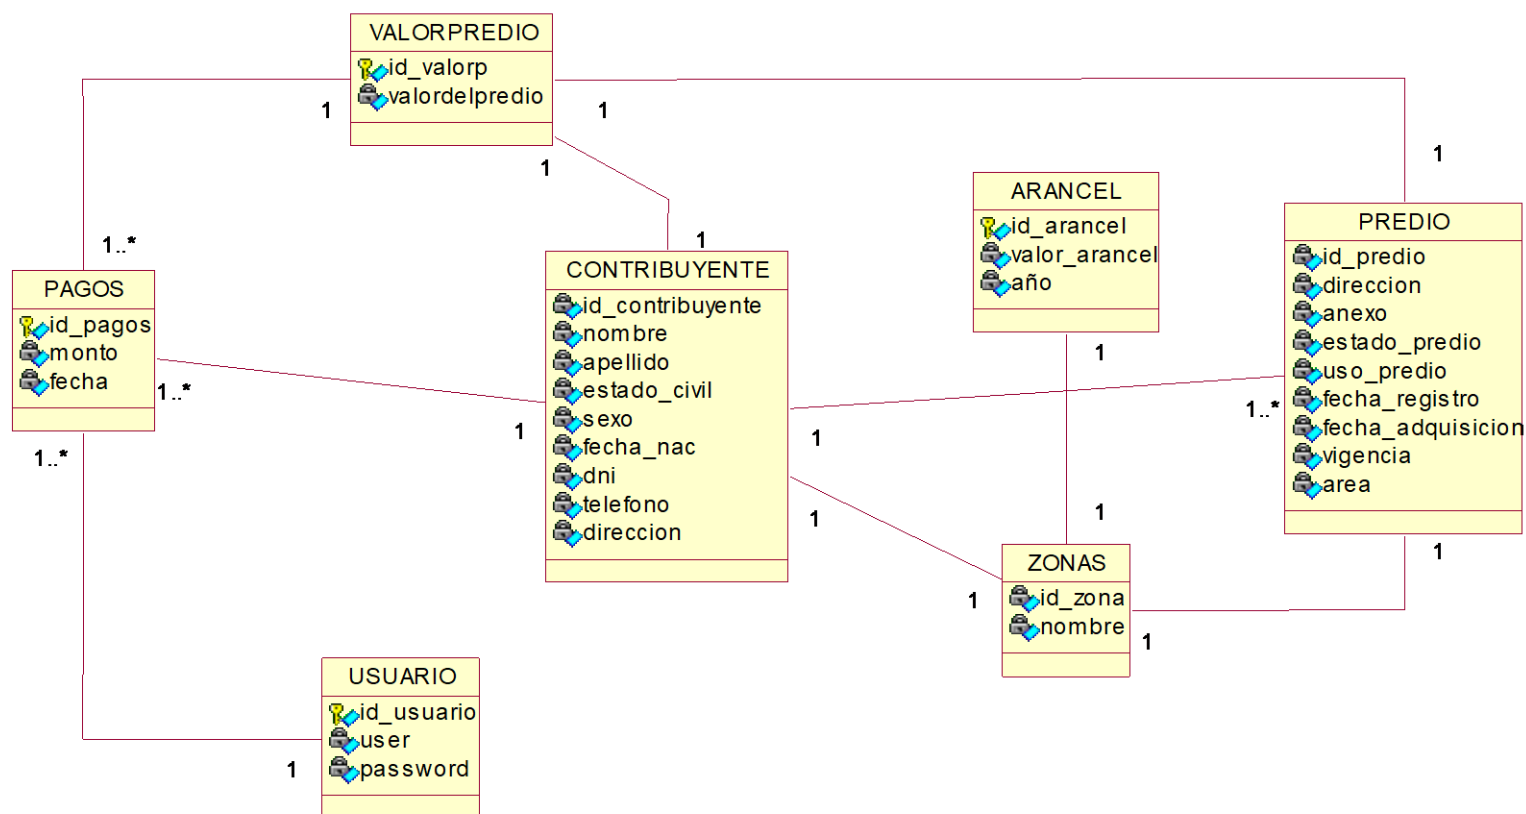 VALORPREDIO
id_valorp
valordelpredio
1
1
1
1
1..*
1
ARANCEL
id_arancel
valor_arancel
año
1
PREDIO
id_predio
direccion
anexo
estado_predio
uso_predio
fecha_registro
fecha_adquisicion
vigencia
area
1..*
1
PAGOS
id_pagos
monto
fecha
1..*
1..*
CONTRIBUYENTE
id_contribuyente
nombre
apellido
estado_civil
sexo
fecha_nac
dni
telefono
direccion
1
1
1
1
ZONAS
id_zona
nombre
1
1
USUARIO
id_usuario
user
password
1